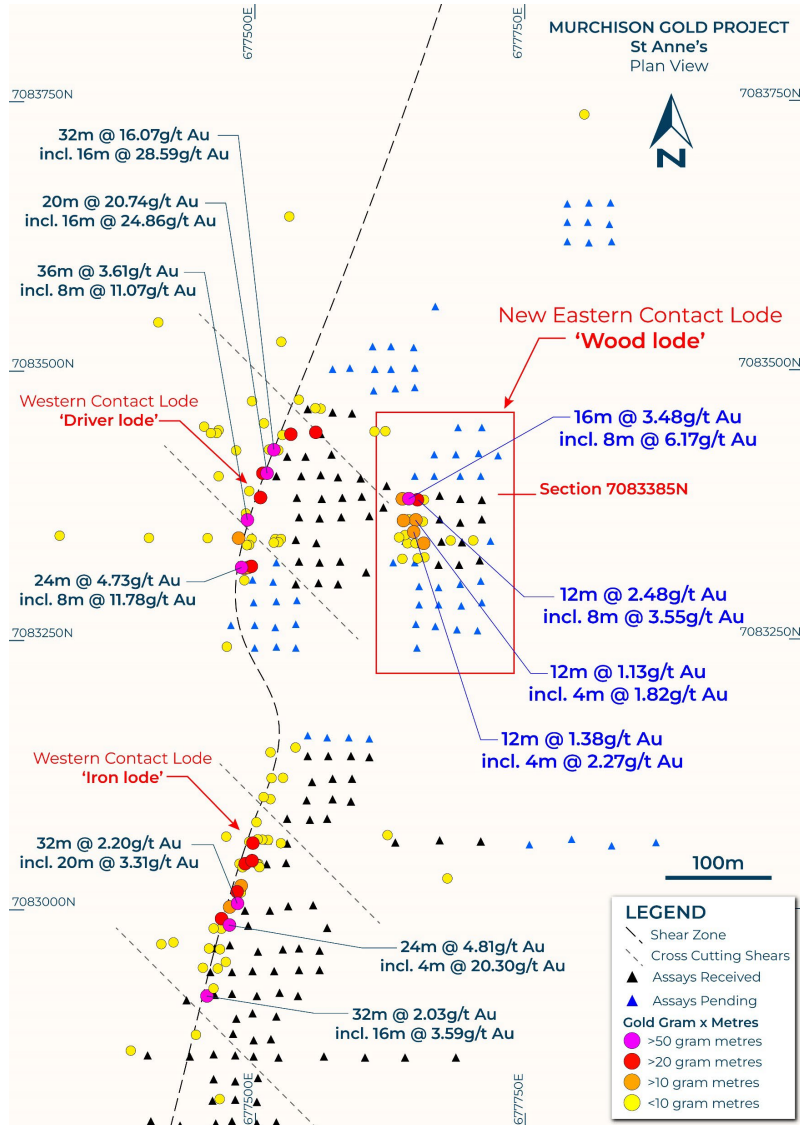 677500
677750
MURCHISON GOLD PROJECT
St Anne's
Plan View
7083750N
7083750N
N
32m @ 16.07g/t Au
incl. 16m @ 28.59g/t Au
20m @ 20.74g/t Au
incl. 16m @ 24.86g/t Au
36m @ 3.61g/t Au
incl. 8m @ 11.07g/t Au
New Eastern Contact Lode
'Wood lode'
7083500N
7083500N
Western Contact Lode
'Driver lode'
16m @ 3.48g/t Au
incl. 8m @ 6.17g/t Au
Section 7083385N
24m @ 4.73g/t Au
incl. 8m @ 11.78g/t Au
12m @ 2.48g/t Au
incl. 8m @ 3.55g/t Au
7083250N
7083250N
12m @ 1.13g/t Au
incl. 4m @ 1.82g/t Au
12m @ 1.38g/t Au
incl. 4m @ 2.27g/t Au
Western Contact Lode
'Iron lode'
32m @ 2.20g/t Au
incl. 20m @ 3.31g/t Au
100m
7083000N
24m @ 4.81g/t Au
incl. 4m @ 20.30g/t Au
32m @ 2.03g/t Au
incl. 16m @ 3.59g/t Au
LEGEND
Shear Zone
Cross Cutting Shears
Assays Received
Assays Pending
Gold Gram x Metres
>50 gram metres
>20 gram metres
>10 gram metres
<10 gram metres
677500E
677750E